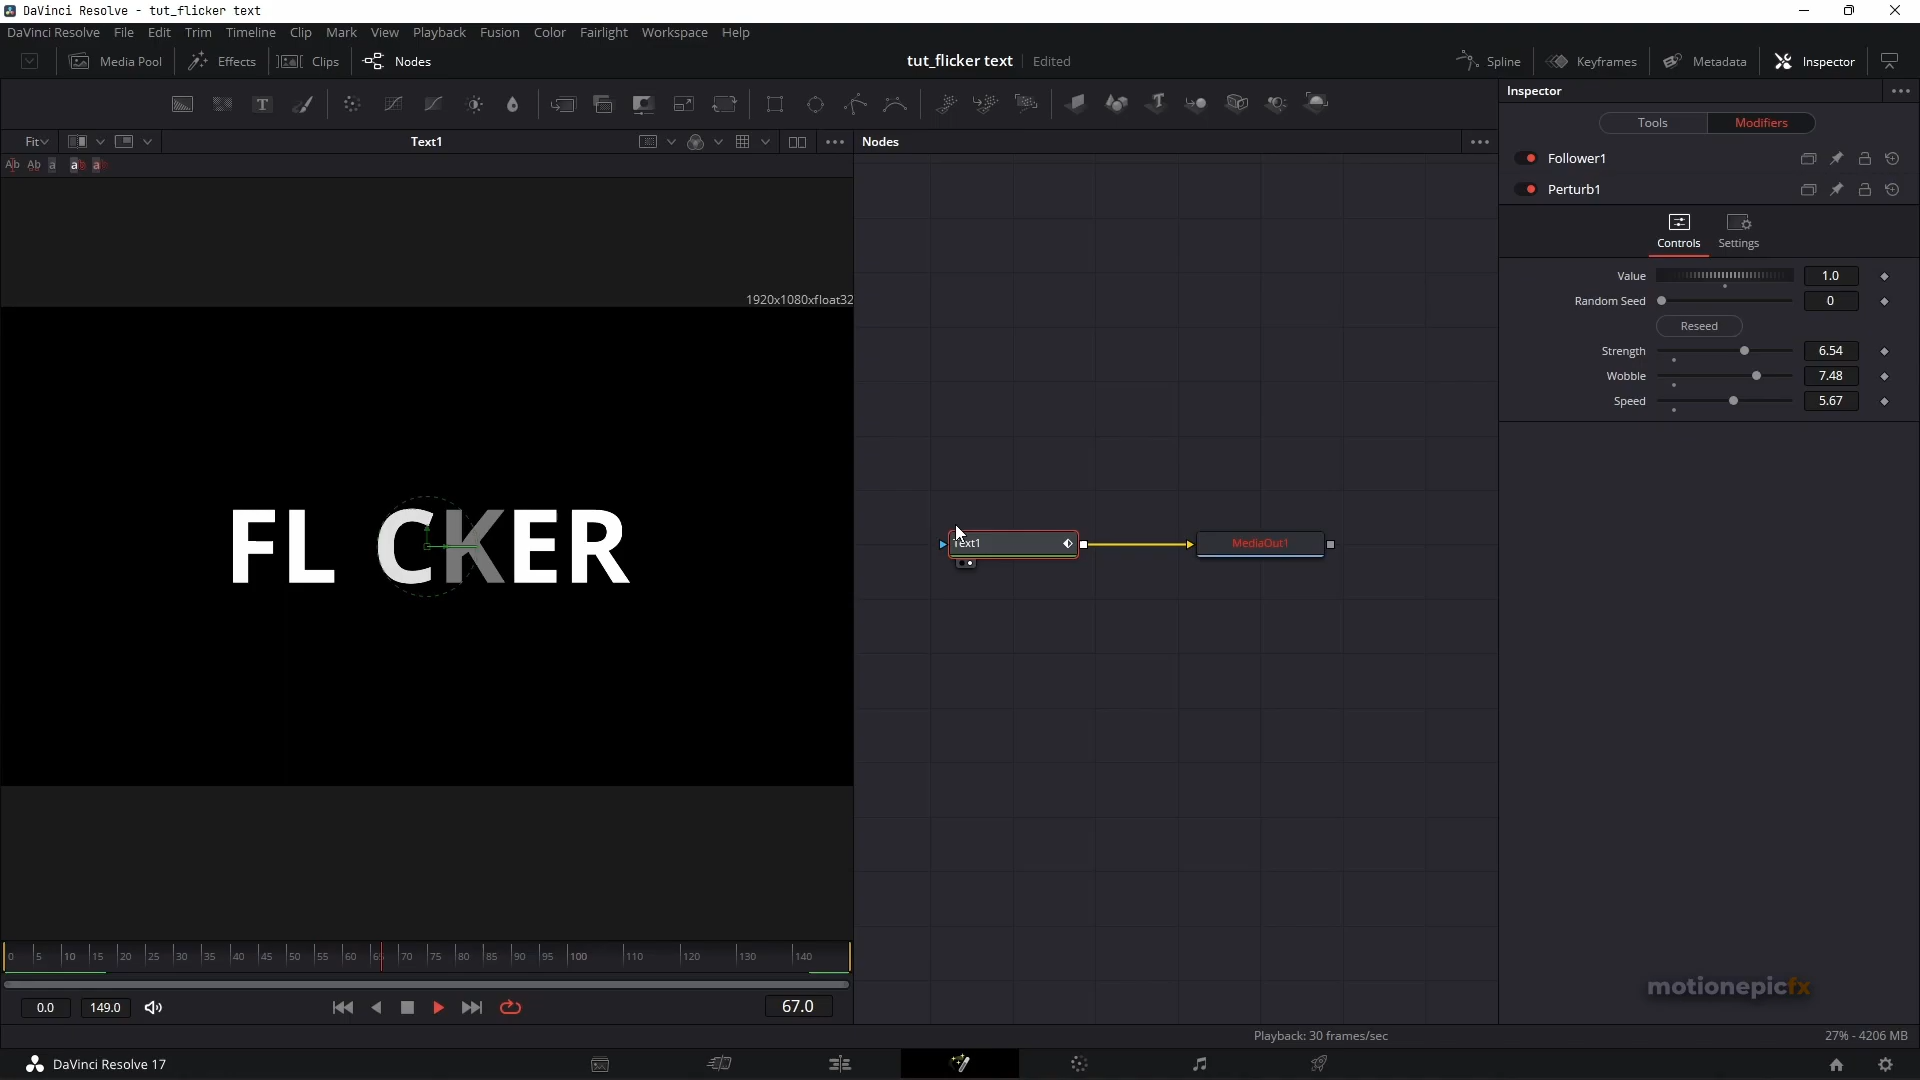 DaVinci Resolve - tut_flicker text
DaVinci Resolve File Edit Trim Timeline Clip Mark View Playback Fusion Color Fairlight Workspace Help
Media Pool Effects Clips Nodes tut_flicker text Edited Spline Keyframes Metadata Inspector
T T
Inspector
Fit Text1 Nodes
Tools Modifiers
Ab Ab a ab a
Follower1
Perturb1
Controls Settings
Value 1.0
1920x1080xfloat32
Random Seed 0
Reseed
Strength 6.54
Wobble 7.48
Speed 5.67
FL CKER
Text1 MediaOut1
0 5 10 15 20 25 30 35 40 45 50 55 60 65 70 75 80 85 90 95 100 110 120 130 140
motionepicfx
0.0 149.0 67.0
Playback: 30 frames/sec 27% - 4206 MB
DaVinci Resolve 17